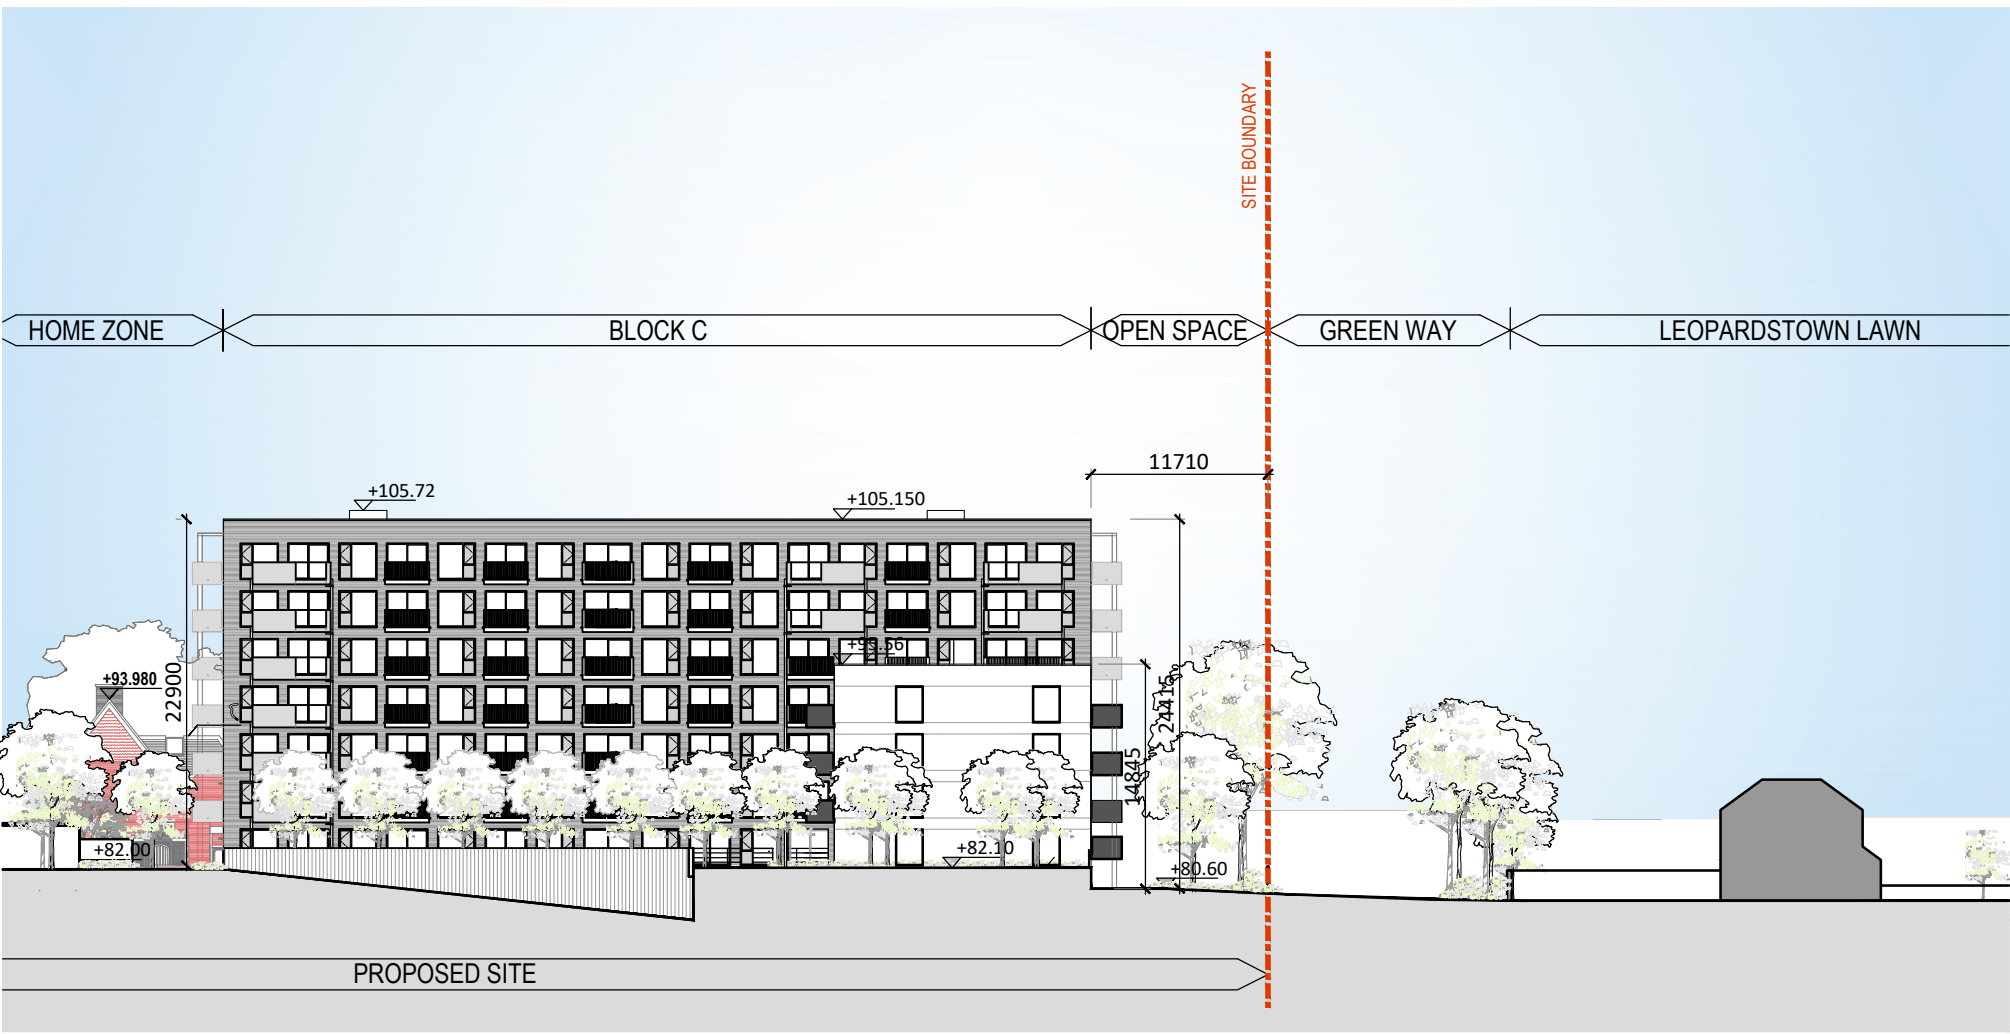 SITE BOUNDARY
HOME ZONE
BLOCK C
OPEN SPACE
GREEN WAY
LEOPARDSTOWN LAWN
11710
+105.72
+105.150
+93.980
22900
24415
14845
+82.00
+82.10
+80.60
PROPOSED SITE